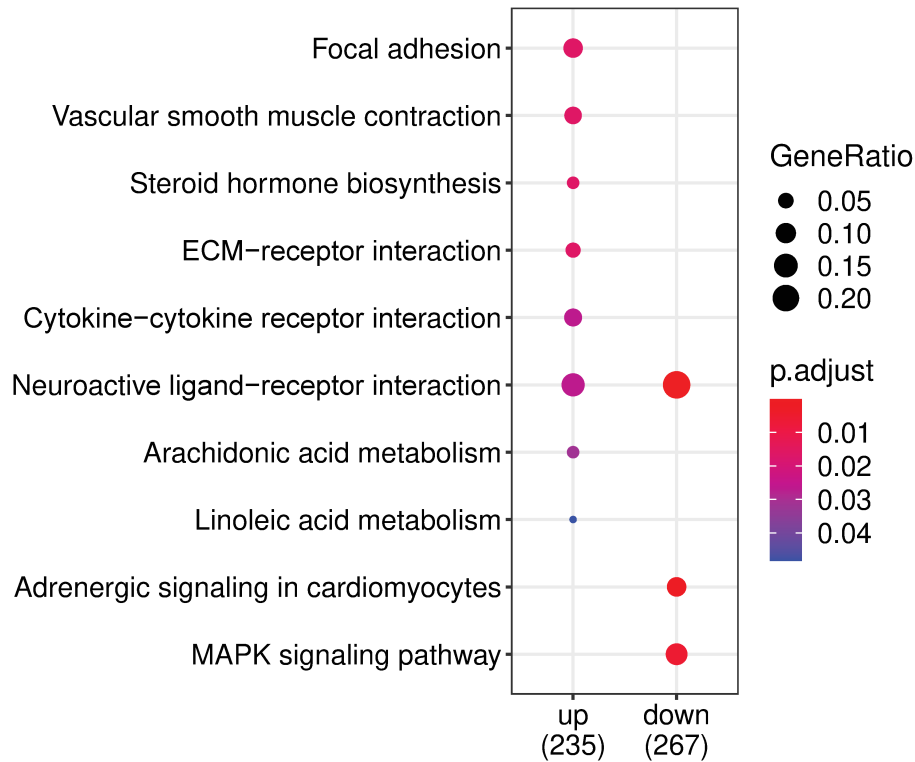 Focal adhesion
Vascular smooth muscle contraction
Steroid hormone biosynthesis
ECM−receptor interaction
Cytokine−cytokine receptor interaction
Neuroactive ligand−receptor interaction
Arachidonic acid metabolism
Linoleic acid metabolism
Adrenergic signaling in cardiomyocytes
MAPK signaling pathway
up
(235)
down
(267)
GeneRatio
0.05
0.10
0.15
0.20
p.adjust
0.01
0.02
0.03
0.04